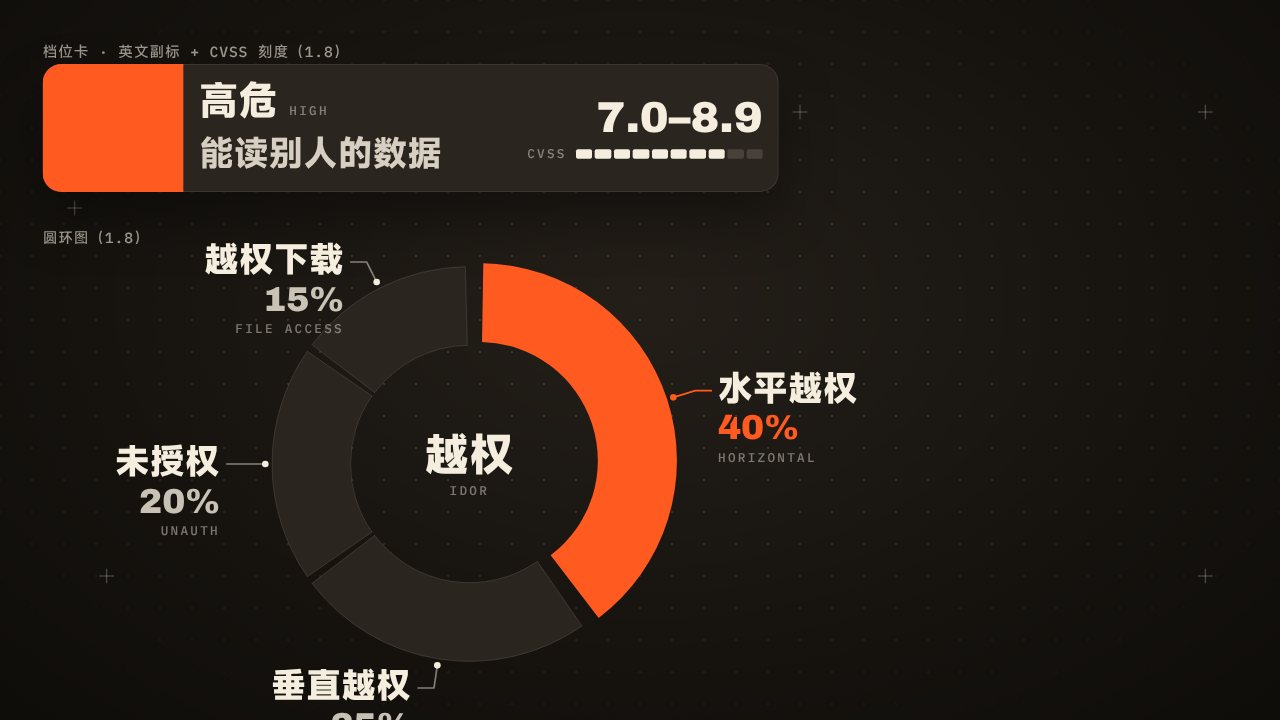 档位卡 · 英文副标 + CVSS 刻度 (1.8)
高危 HIGH
能读别人的数据
7.0–8.9
CVSS
圆环图 (1.8)
越权下载
15%
FILE ACCESS
水平越权
40%
HORIZONTAL
越权
IDOR
未授权
20%
UNAUTH
垂直越权
25%